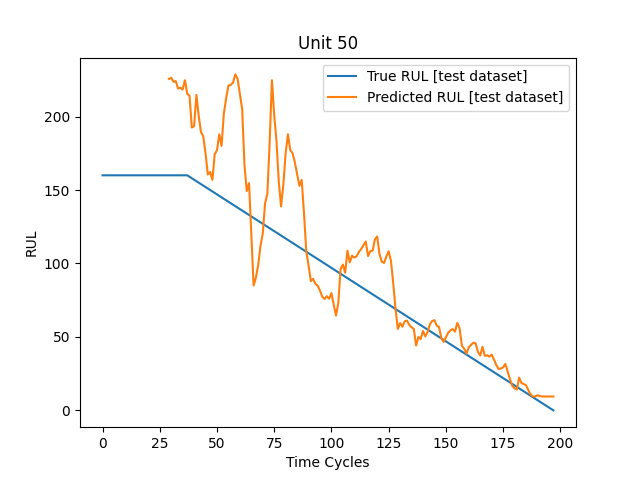 Unit 50
True RUL [test dataset]
Predicted RUL [test dataset]
RUL
200
150
100
50
0
0 25 50 75 100 125 150 175 200
Time Cycles